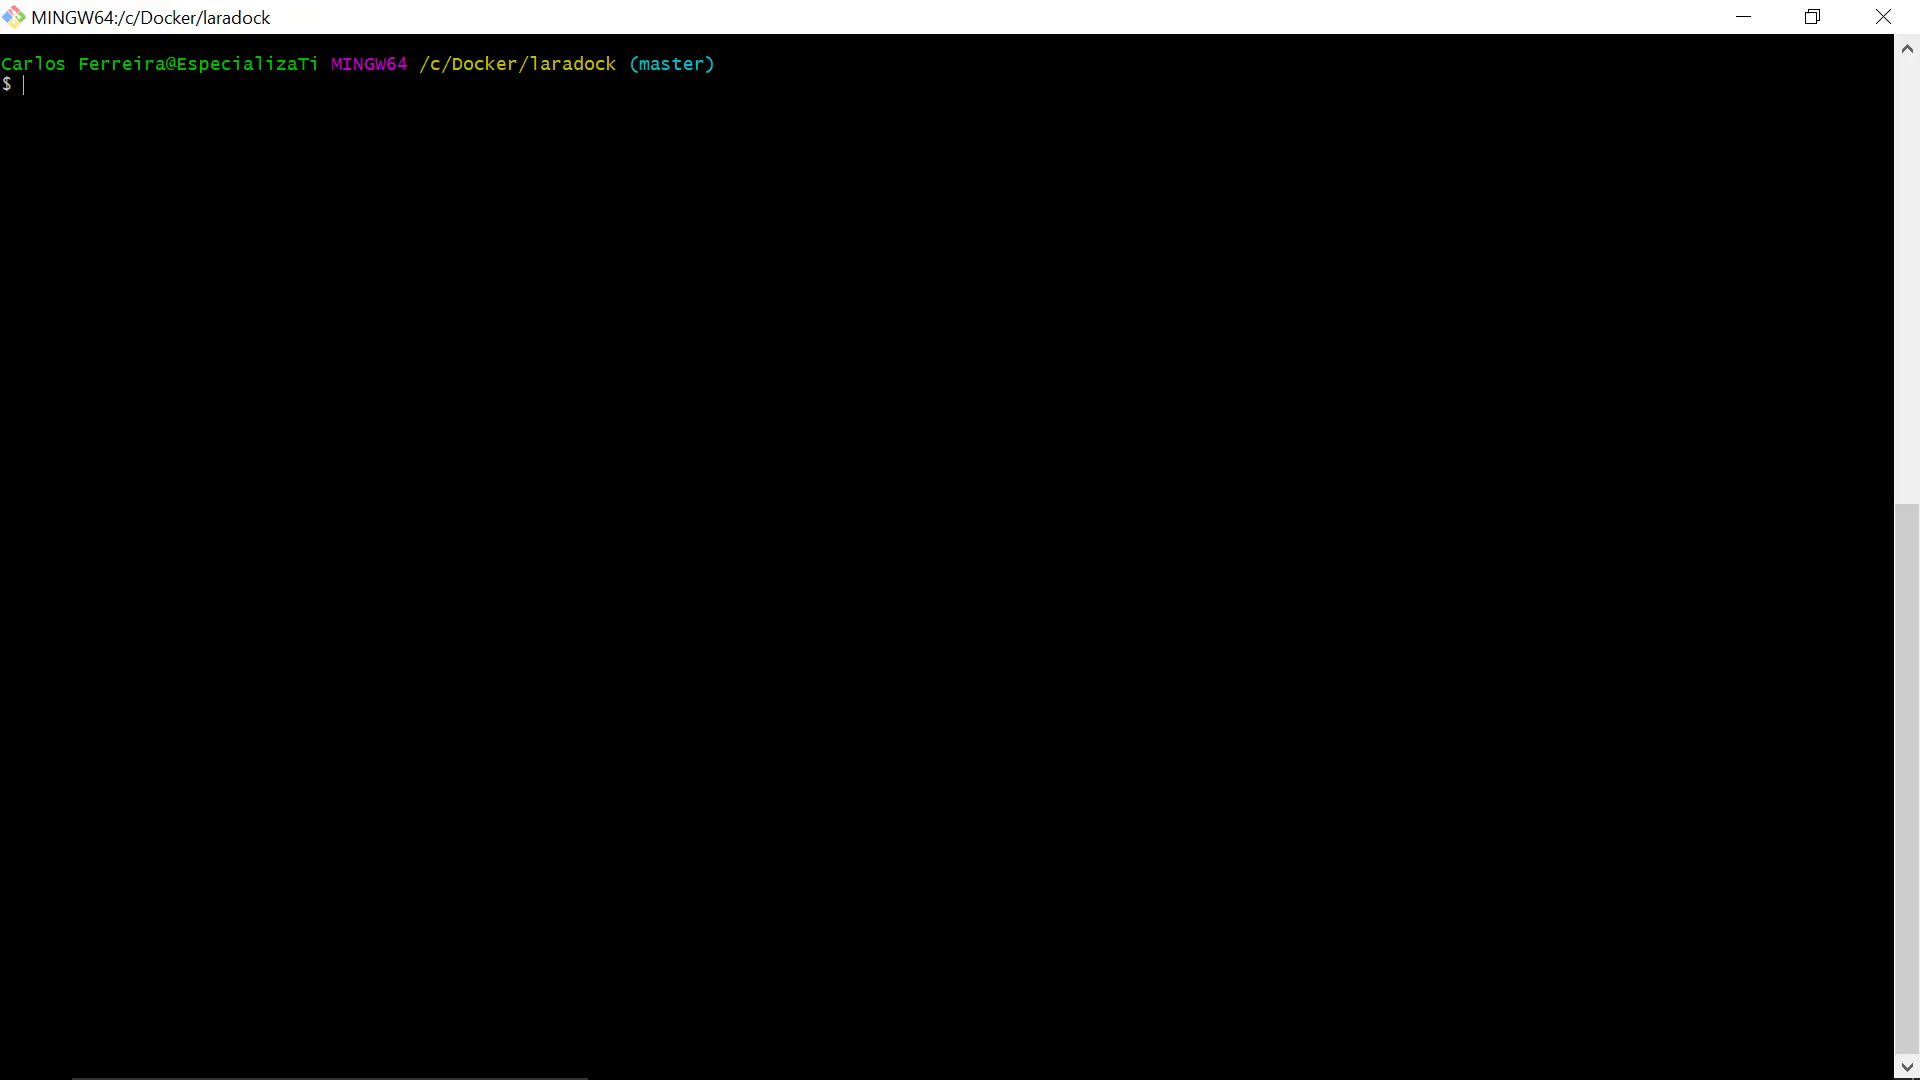 MINGW64:/c/Docker/laradock
Carlos Ferreira@EspecializaTi MINGW64 /c/Docker/laradock (master)
$